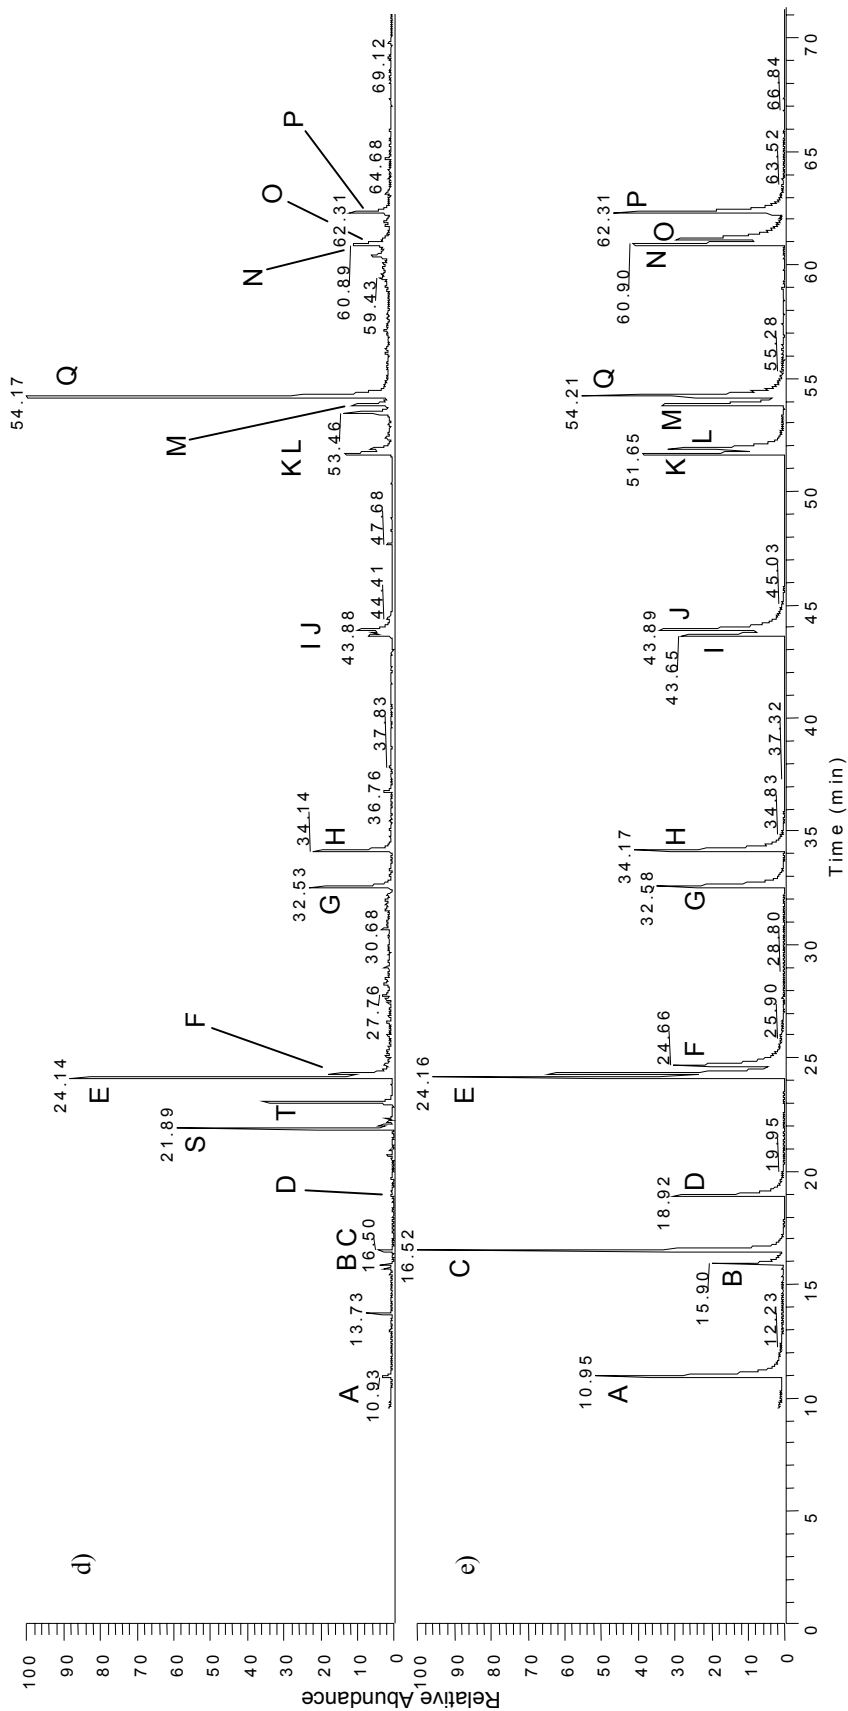 d)
Relative Abundance
100
90
80
70
60
50
40
30
20
10
0
A
10.93
13.73
B C
16.50
D
S
21.89
T
E
24.14
F
27.76
30.68
G
32.53
H
34.14
36.76
37.83
I J
43.88
44.41
47.68
K L
53.46
M
Q
54.17
59.43
N
60.89
O
P
62.31
64.68
69.12
e)
100
90
80
70
60
50
40
30
20
10
0
A
10.95
12.23
B
15.90
C
16.52
D
18.92
19.95
E
24.16
F
24.66
25.90
28.80
G
32.58
H
34.17
34.83
37.32
I
43.65
J
43.89
45.03
K
51.65
L
M
Q
54.21
55.28
N
60.90
O
P
62.31
63.52
66.84
0 5 10 15 20 25 30 35 40 45 50 55 60 65 70
Time (min)